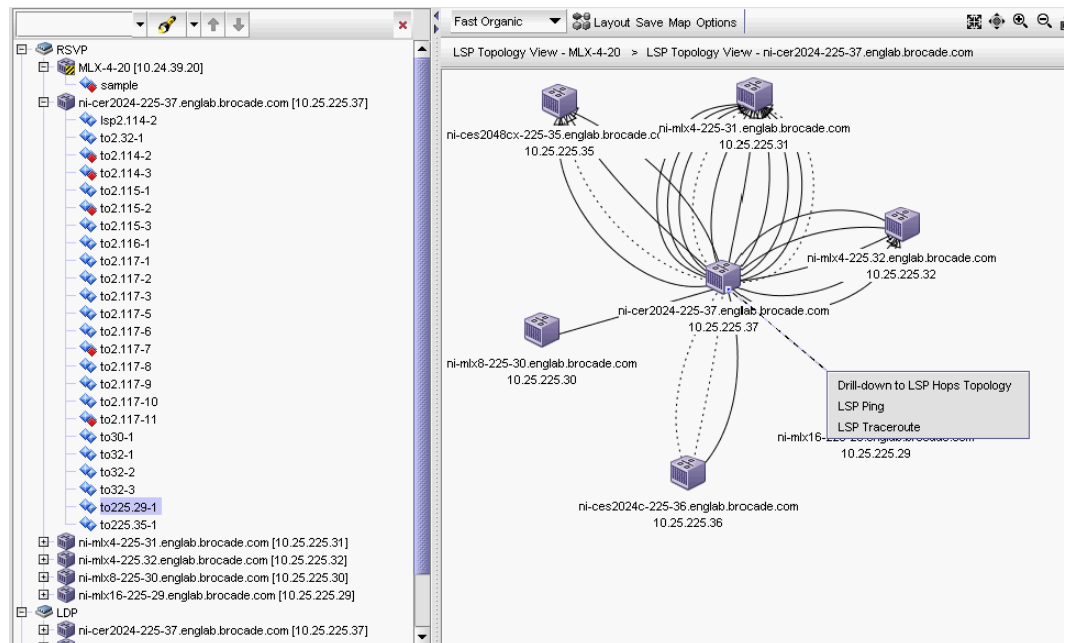 RSVP
MLX-4-20 [10.24.39.20]
sample
ni-cer2024-225-37.englab.brocade.com [10.25.225.37]
lsp2.114-2
to2.32-1
to2.114-2
to2.114-3
to2.115-1
to2.115-2
to2.115-3
to2.116-1
to2.117-1
to2.117-2
to2.117-3
to2.117-5
to2.117-6
to2.117-7
to2.117-8
to2.117-9
to2.117-10
to2.117-11
to30-1
to32-1
to32-2
to32-3
to225.29-1
to225.35-1
ni-mlx4-225-31.englab.brocade.com [10.25.225.31]
ni-mlx4-225.32.englab.brocade.com [10.25.225.32]
ni-mlx8-225-30.englab.brocade.com [10.25.225.30]
ni-mlx16-225-29.englab.brocade.com [10.25.225.29]
LDP
ni-cer2024-225-37.englab.brocade.com [10.25.225.37]
Fast Organic Layout Save Map Options
LSP Topology View - MLX-4-20 > LSP Topology View - ni-cer2024-225-37.englab.brocade.com
ni-ces2048cx-225-35.englab.brocade.co
10.25.225.35
ni-mlx4-225-31.englab.brocade.com
10.25.225.31
ni-mlx4-225.32.englab.brocade.com
10.25.225.32
ni-cer2024-225-37.englab.brocade.com
10.25.225.37
ni-mlx8-225-30.englab.brocade.com
10.25.225.30
Drill-down to LSP Hops Topology
LSP Ping
LSP Traceroute
10.25.225.29
ni-ces2024c-225-36.englab.brocade.com
10.25.225.36